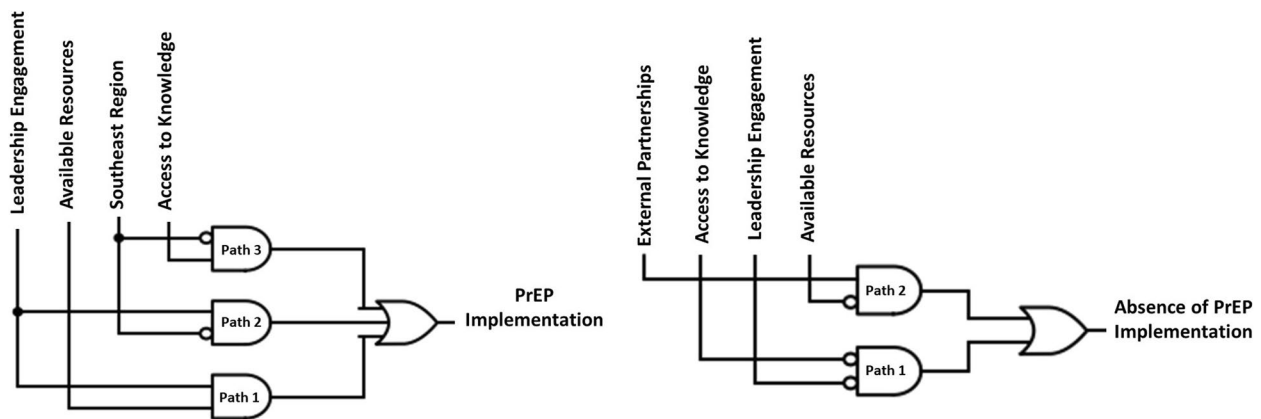 Leadership Engagement
Available Resources
Southeast Region
Access to Knowledge
Path 3
Path 2
Path 1
PrEP
Implementation
External Partnerships
Access to Knowledge
Leadership Engagement
Available Resources
Path 2
Path 1
Absence of PrEP
Implementation